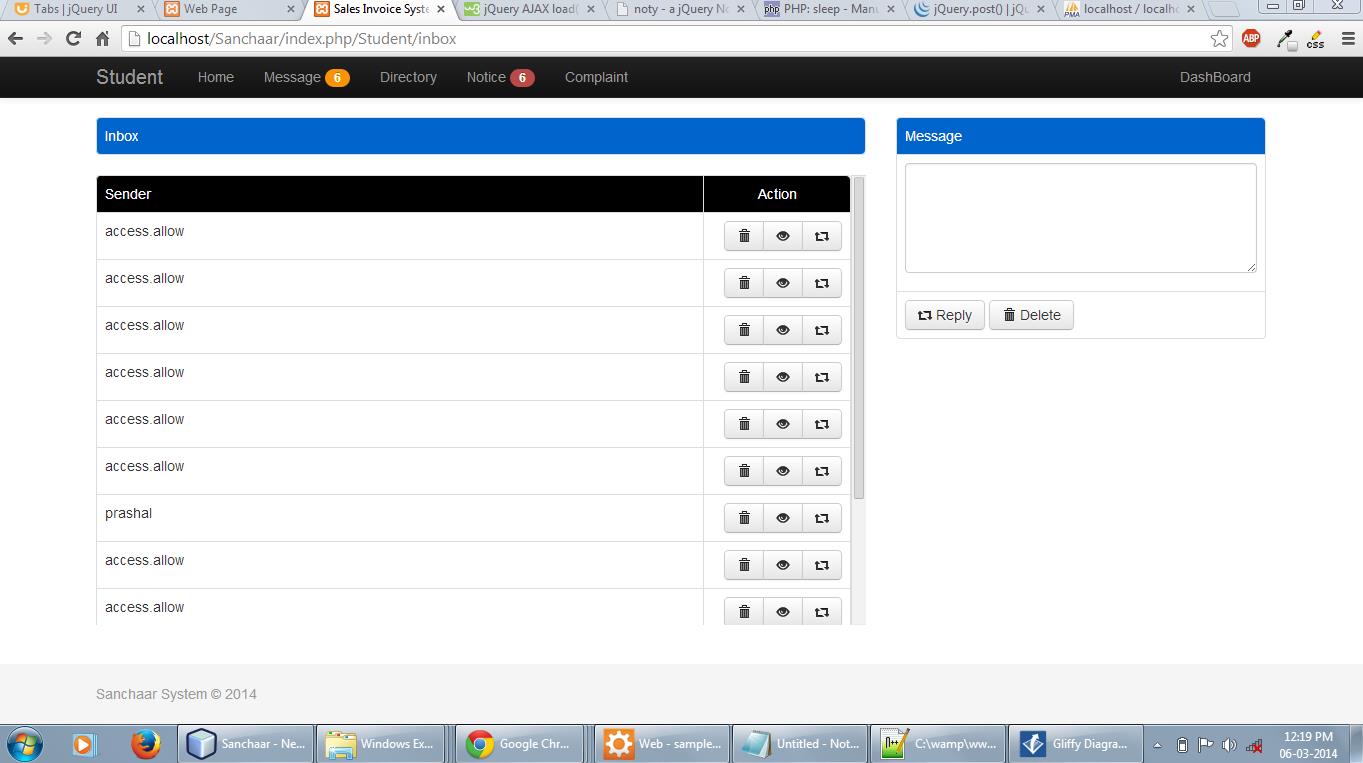 Tabs | jQuery UI
Web Page
Sales Invoice Syste
jQuery AJAX load(
noty - a jQuery No
PHP: sleep - Manu
jQuery.post() | jQ
localhost / localho
localhost/Sanchaar/index.php/Student/inbox
ABP
css
Student
Home
Message 6
Directory
Notice 6
Complaint
DashBoard
Inbox
Message
Sender
Action
access.allow
access.allow
access.allow
access.allow
access.allow
access.allow
prashal
access.allow
access.allow
Reply
Delete
Sanchaar System © 2014
Sanchaar - Ne...
Windows Ex...
Google Chr...
Web - sample...
Untitled - Not...
C:\wamp\ww...
Gliffy Diagra...
12:19 PM
06-03-2014